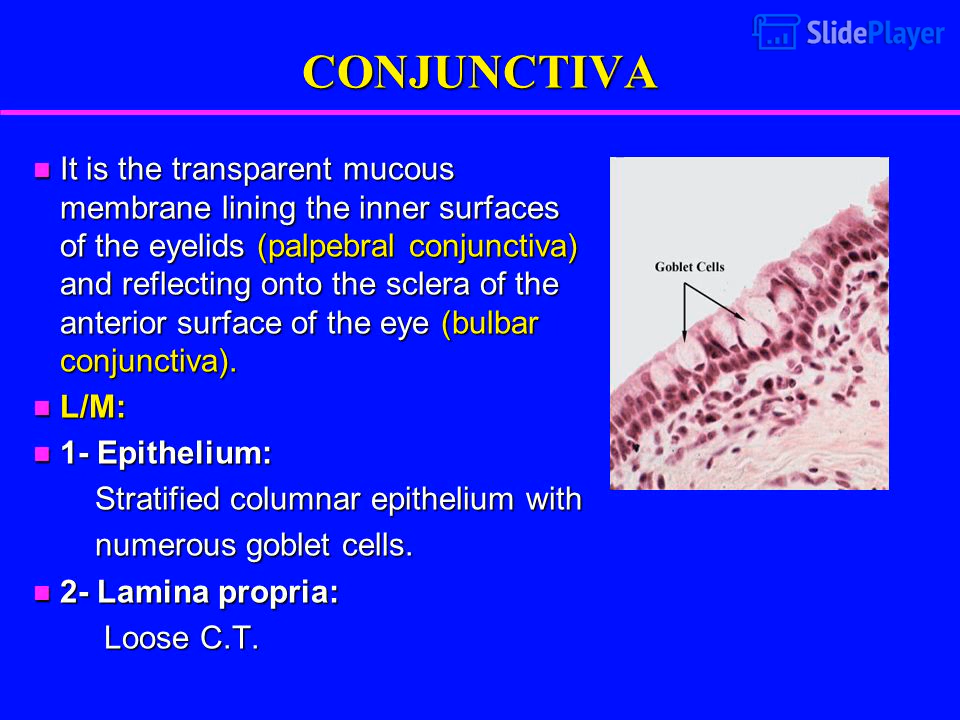 SlidePlayer
CONJUNCTIVA
It is the transparent mucous
membrane lining the inner surfaces
of the eyelids (palpebral conjunctiva)
and reflecting onto the sclera of the
anterior surface of the eye (bulbar
conjunctiva).
L/M:
1- Epithelium:
Stratified columnar epithelium with
numerous goblet cells.
2- Lamina propria:
Loose C.T.
Goblet Cells